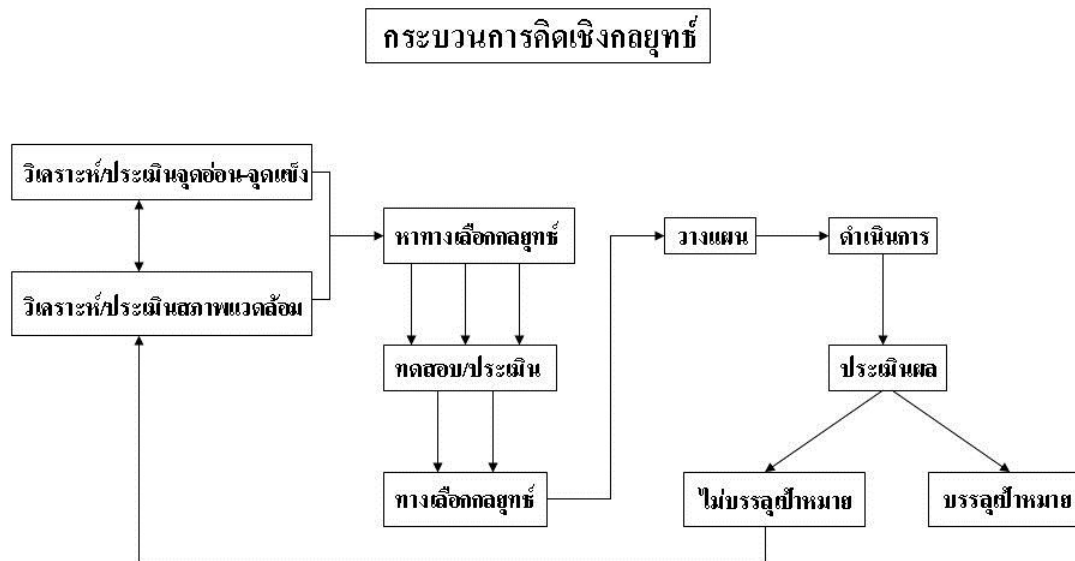 กระบวนการคิดเชิงกลยุทธ์
วิเคราะห์/ประเมินจุดอ่อน-จุดแข็ง
วิเคราะห์/ประเมินสภาพแวดล้อม
หาทางเลือกกลยุทธ์
ทดสอบ/ประเมิน
ทางเลือกกลยุทธ์
วางแผน
ดำเนินการ
ประเมินผล
ไม่บรรลุเป้าหมาย
บรรลุเป้าหมาย